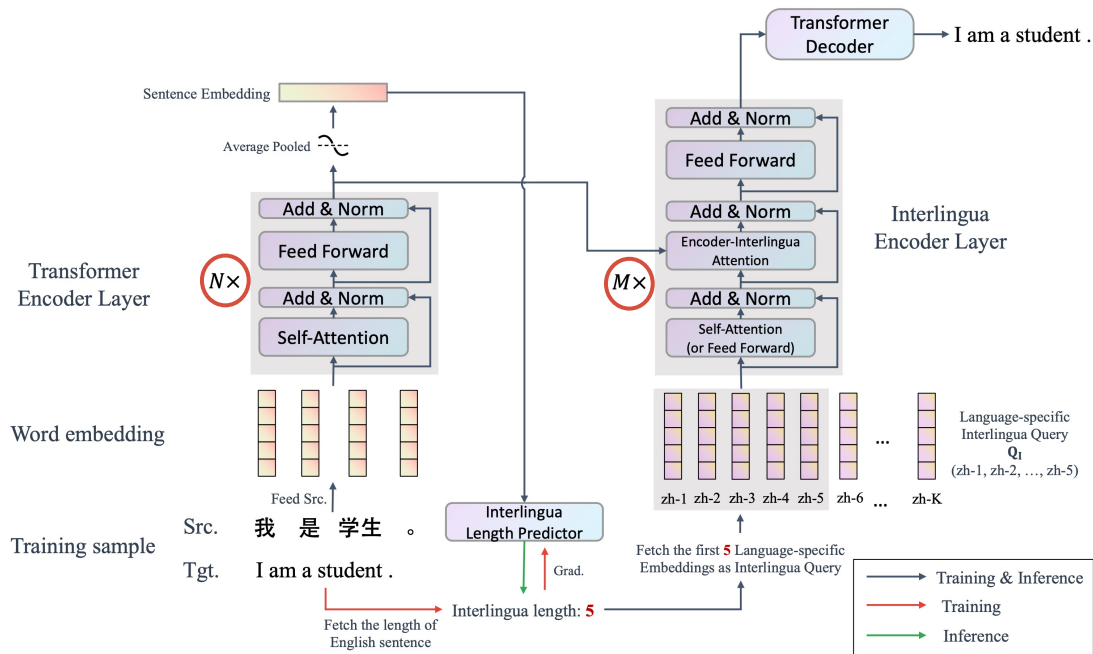 Transformer
Decoder
I am a student .
Sentence Embedding
Average Pooled
Add & Norm
Feed Forward
Add & Norm
Self-Attention
N×
Transformer
Encoder Layer
Add & Norm
Feed Forward
Add & Norm
Encoder-Interlingua
Attention
Add & Norm
Self-Attention
(or Feed Forward)
M×
Interlingua
Encoder Layer
Word embedding
Feed Src.
zh-1 zh-2 zh-3 zh-4 zh-5 zh-6 ... zh-K
...
Language-specific
Interlingua Query
Q_I
(zh-1, zh-2, ..., zh-5)
Training sample
Src. 我 是 学生 。
Tgt. I am a student .
Interlingua
Length Predictor
Grad.
Fetch the length of
English sentence
Interlingua length: 5
Fetch the first 5 Language-specific
Embeddings as Interlingua Query
Training & Inference
Training
Inference